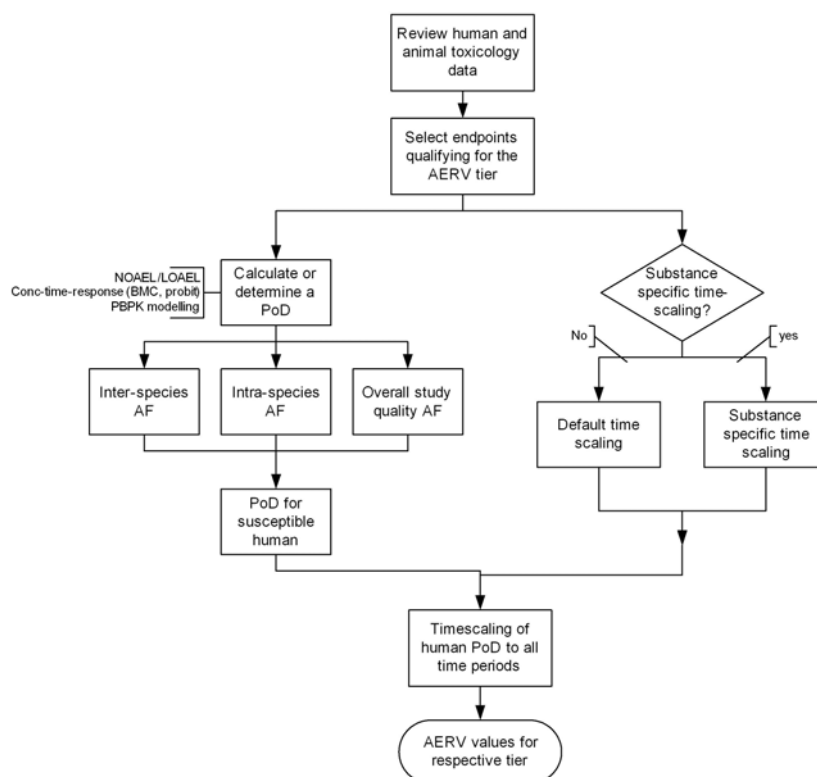 Review human and
animal toxicology
data
Select endpoints
qualifying for the
AERV tier
NOAEL/LOAEL
Conc-time-response (BMC, probit)
PBPK modelling
Calculate or
determine a
PoD
Substance
specific time-
scaling?
No
yes
Inter-species
AF
Intra-species
AF
Overall study
quality AF
Default time
scaling
Substance
specific time
scaling
PoD for
susceptible
human
Timescaling of
human PoD to all
time periods
AERV values for
respective tier